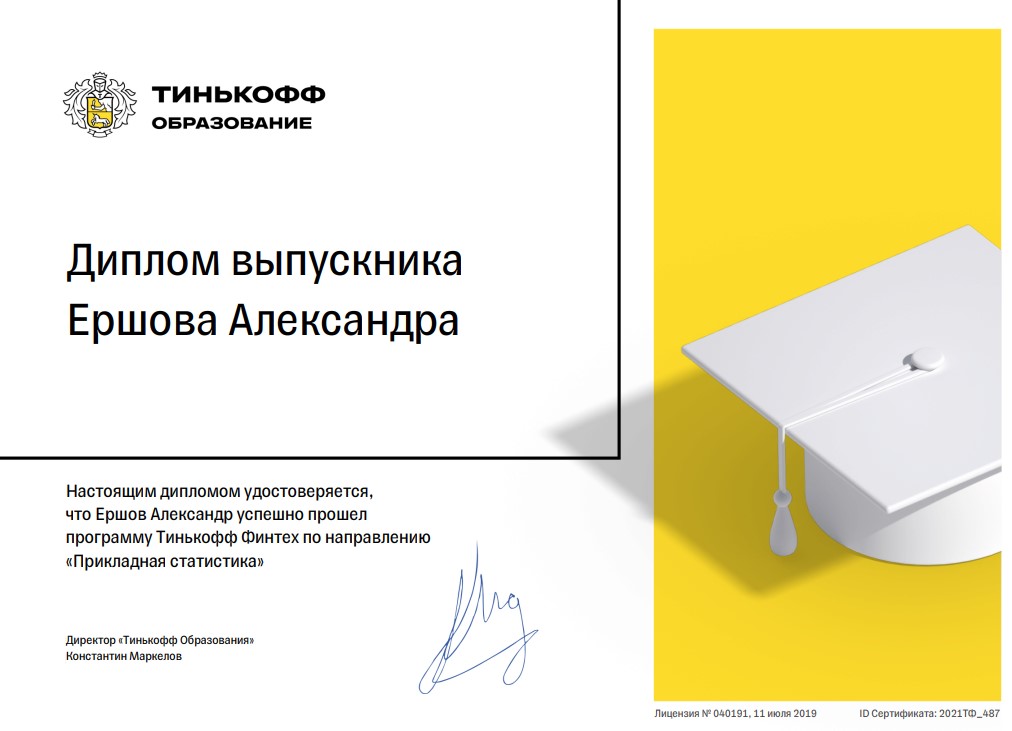 ТИНЬКОФФ
ОБРАЗОВАНИЕ
Диплом выпускника
Ершова Александра
Настоящим дипломом удостоверяется,
что Ершов Александр успешно прошел
программу Тинькофф Финтех по направлению
«Прикладная статистика»
Директор «Тинькофф Образования»
Константин Маркелов
Лицензия № 040191, 11 июля 2019
ID Сертификата: 2021ТФ_487